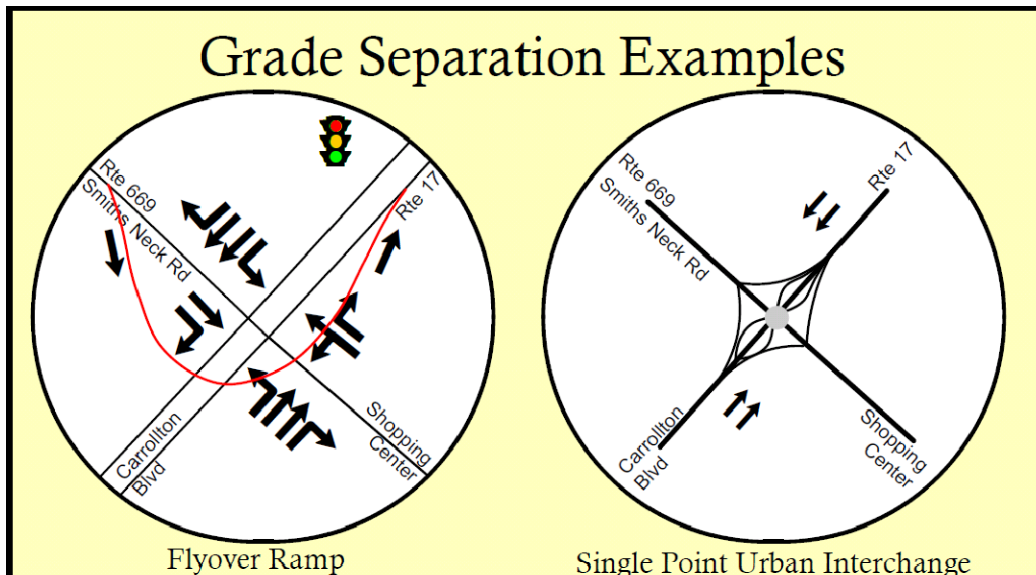 Grade Separation Examples
Rte 669
Smiths Neck Rd
Rte 17
Carrollton
Blvd
Shopping
Center
Flyover Ramp
Rte 669
Smiths Neck Rd
Rte 17
Carrollton
Blvd
Shopping
Center
Single Point Urban Interchange